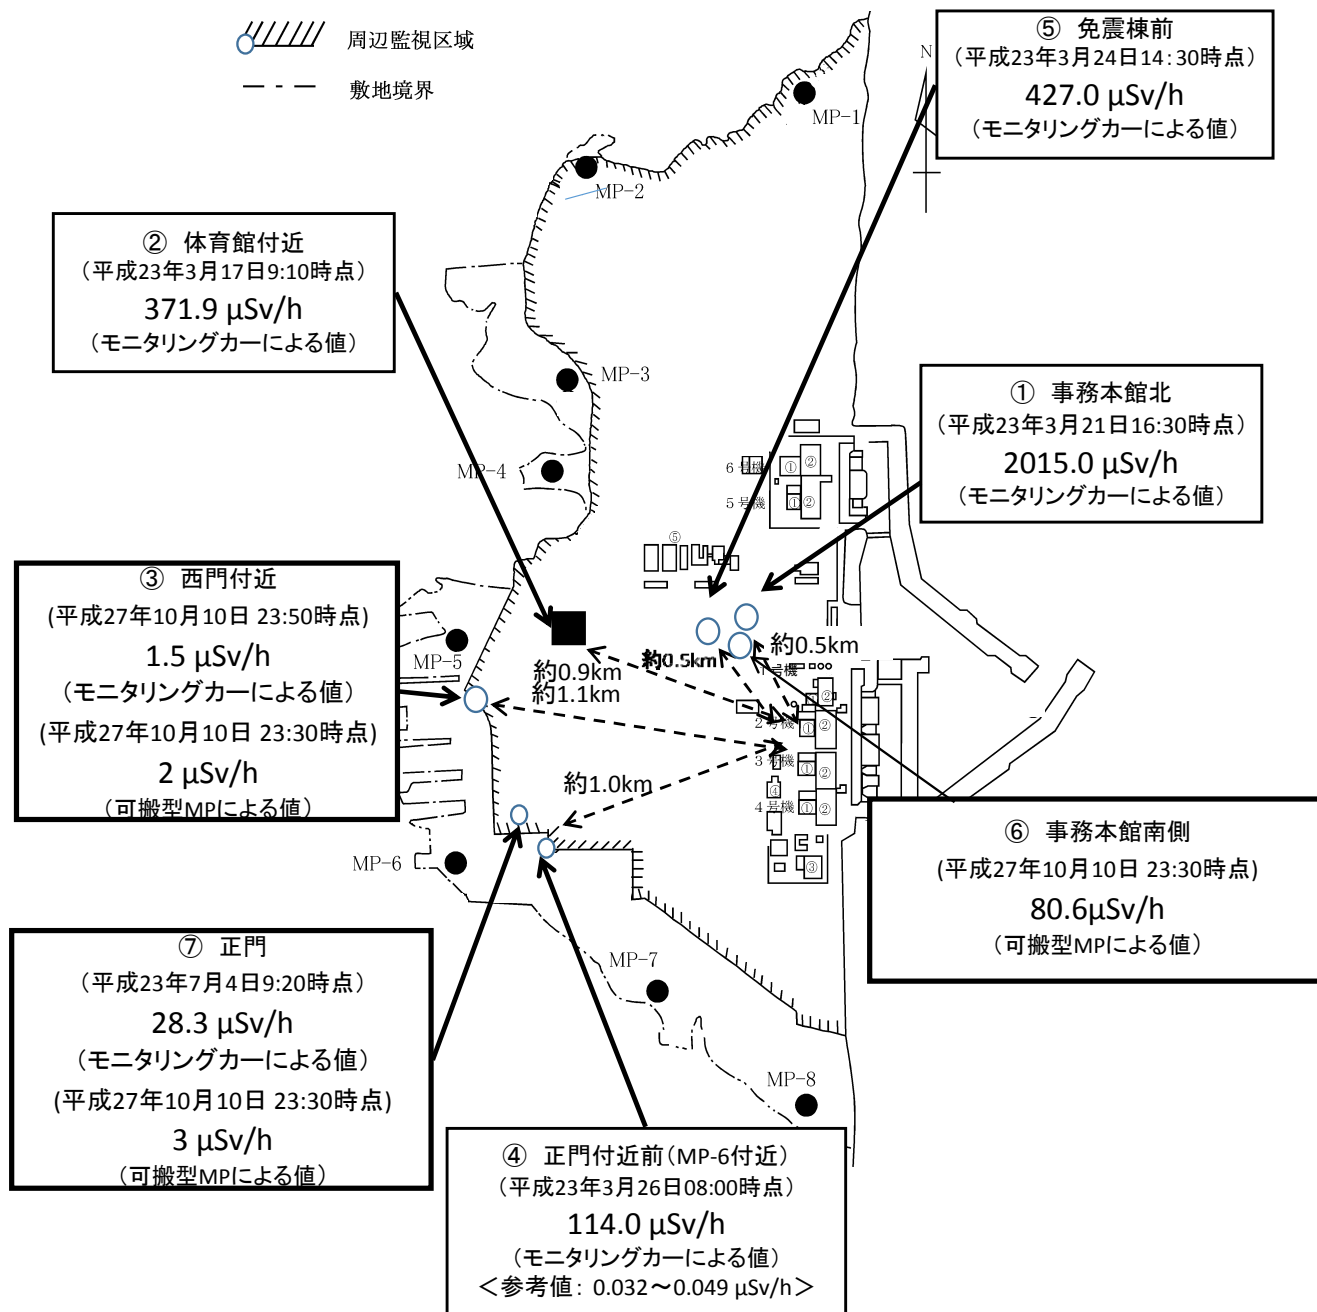 周辺監視区域
敷地境界
⑤ 免震棟前
(平成23年3月24日14:30時点)
427.0 μSv/h
(モニタリングカーによる値)
N
MP-1
MP-2
② 体育館付近
(平成23年3月17日9:10時点)
371.9 μSv/h
(モニタリングカーによる値)
MP-3
① 事務本館北
(平成23年3月21日16:30時点)
2015.0 μSv/h
(モニタリングカーによる値)
MP-4
6号機
①
②
5号機
①
②
⑤
③ 西門付近
(平成27年10月10日 23:50時点)
1.5 μSv/h
(モニタリングカーによる値)
(平成27年10月10日 23:30時点)
2 μSv/h
(可搬型MPによる値)
MP-5
約0.9km
約1.1km
約0.5km
約0.5km
1号機
②
2号機
①
②
3号機
①
②
④
4号機
①
②
③
約1.0km
MP-6
⑥ 事務本館南側
(平成27年10月10日 23:30時点)
80.6μSv/h
(可搬型MPによる値)
⑦ 正門
(平成23年7月4日9:20時点)
28.3 μSv/h
(モニタリングカーによる値)
(平成27年10月10日 23:30時点)
3 μSv/h
(可搬型MPによる値)
MP-7
MP-8
④ 正門付近前(MP-6付近)
(平成23年3月26日08:00時点)
114.0 μSv/h
(モニタリングカーによる値)
<参考値: 0.032～0.049 μSv/h>